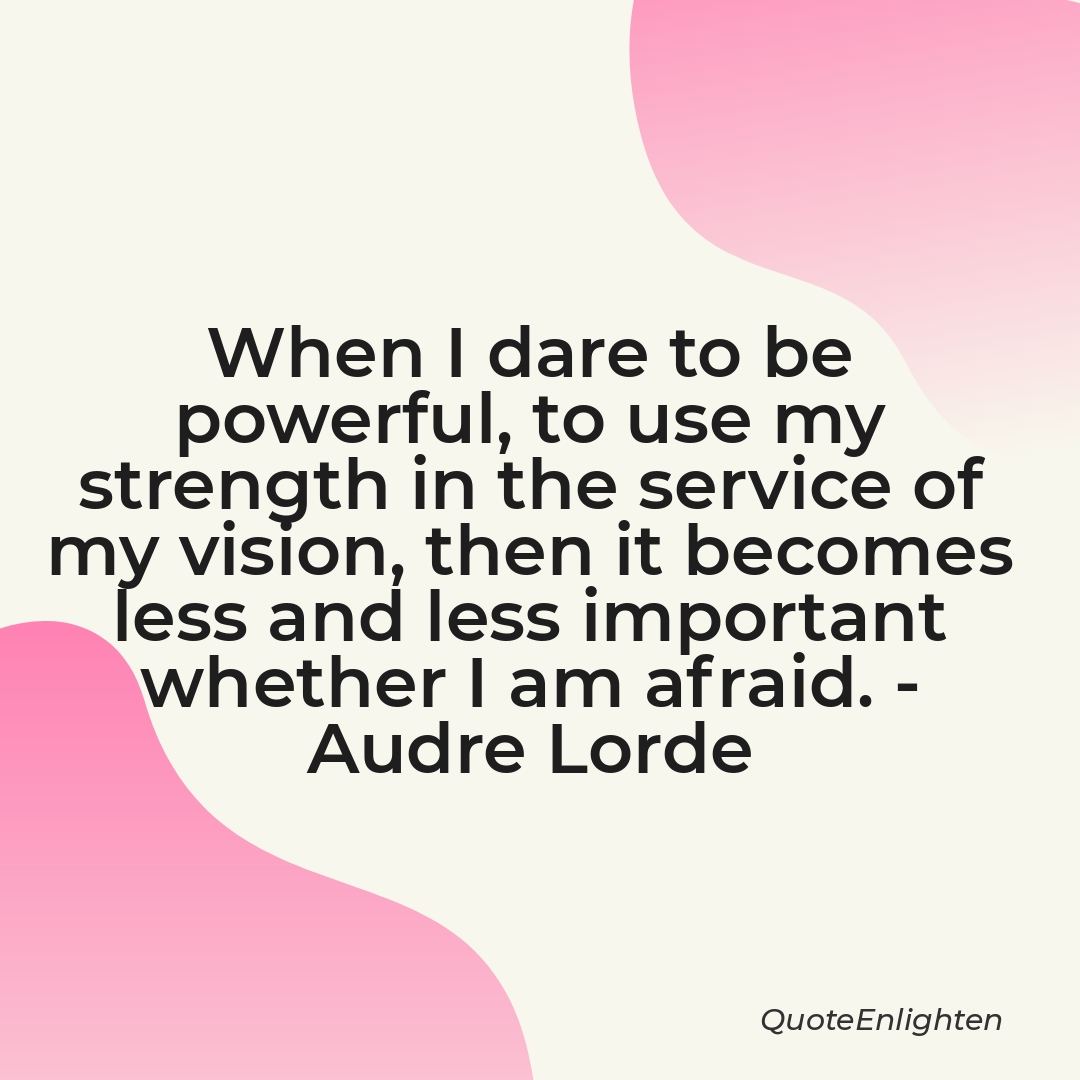 When I dare to be
powerful, to use my
strength in the service of
my vision, then it becomes
less and less important
whether I am afraid. -
Audre Lorde
QuoteEnlighten